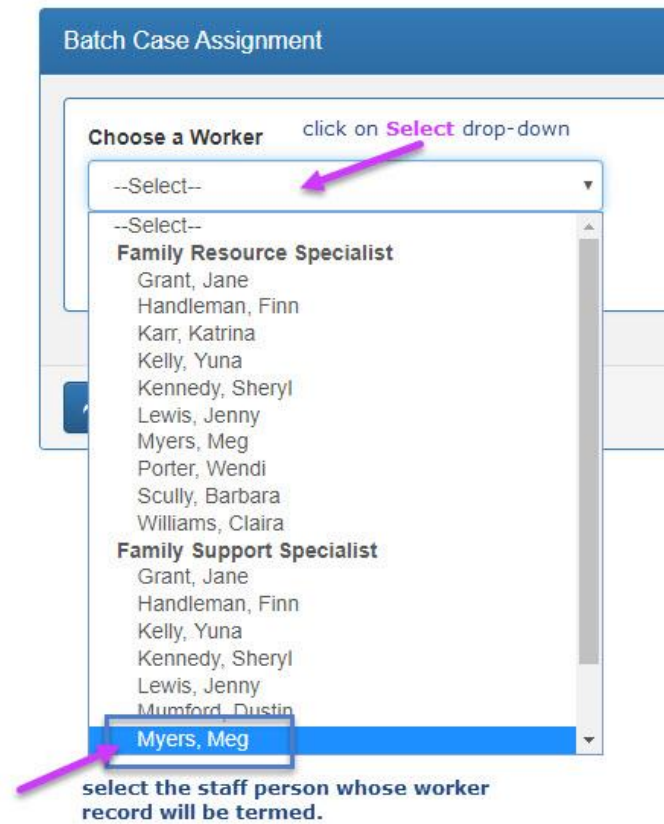 Batch Case Assignment
Choose a Worker
click on Select drop-down
--Select--
--Select--
Family Resource Specialist
Grant, Jane
Handleman, Finn
Karr, Katrina
Kelly, Yuna
Kennedy, Sheryl
Lewis, Jenny
Myers, Meg
Porter, Wendi
Scully, Barbara
Williams, Claira
Family Support Specialist
Grant, Jane
Handleman, Finn
Kelly, Yuna
Kennedy, Sheryl
Lewis, Jenny
Mumford, Dustin
Myers, Meg
select the staff person whose worker
record will be termed.